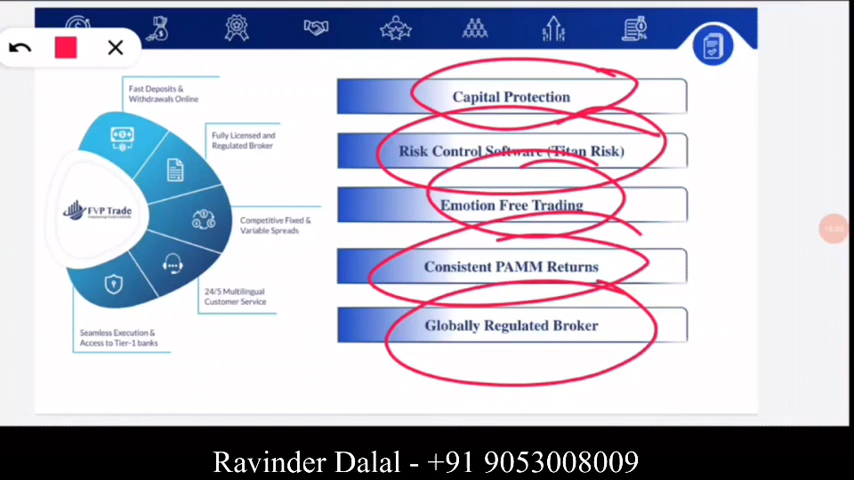 Fast Deposits &
Withdrawals Online
Fully Licensed and
Regulated Broker
FVP Trade
Competitive Fixed &
Variable Spreads
24/5 Multilingual
Customer Service
Seamless Execution &
Access to Tier-1 banks
Capital Protection
Risk Control Software (Titan Risk)
Emotion Free Trading
Consistent PAMM Returns
Globally Regulated Broker
Ravinder Dalal - +91 9053008009